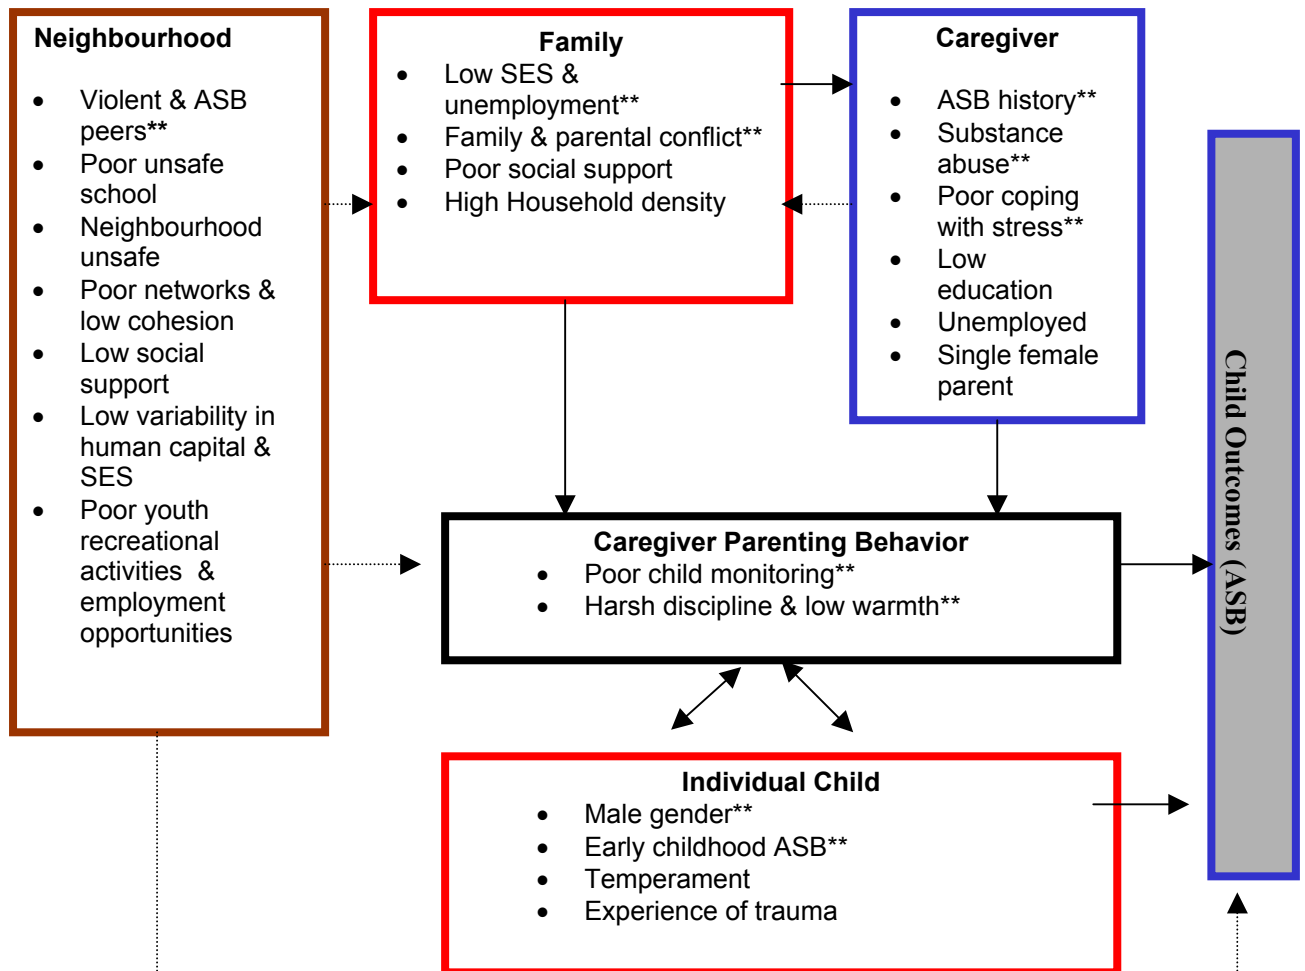 Neighbourhood
• Violent & ASB
peers**
• Poor unsafe
school
• Neighbourhood
unsafe
• Poor networks &
low cohesion
• Low social
support
• Low variability in
human capital &
SES
• Poor youth
recreational
activities &
employment
opportunities
Family
• Low SES &
unemployment**
• Family & parental conflict**
• Poor social support
• High Household density
Caregiver
• ASB history**
• Substance
abuse**
• Poor coping
with stress**
• Low
education
• Unemployed
• Single female
parent
Caregiver Parenting Behavior
• Poor child monitoring**
• Harsh discipline & low warmth**
Individual Child
• Male gender**
• Early childhood ASB**
• Temperament
• Experience of trauma
Child Outcomes (ASB)